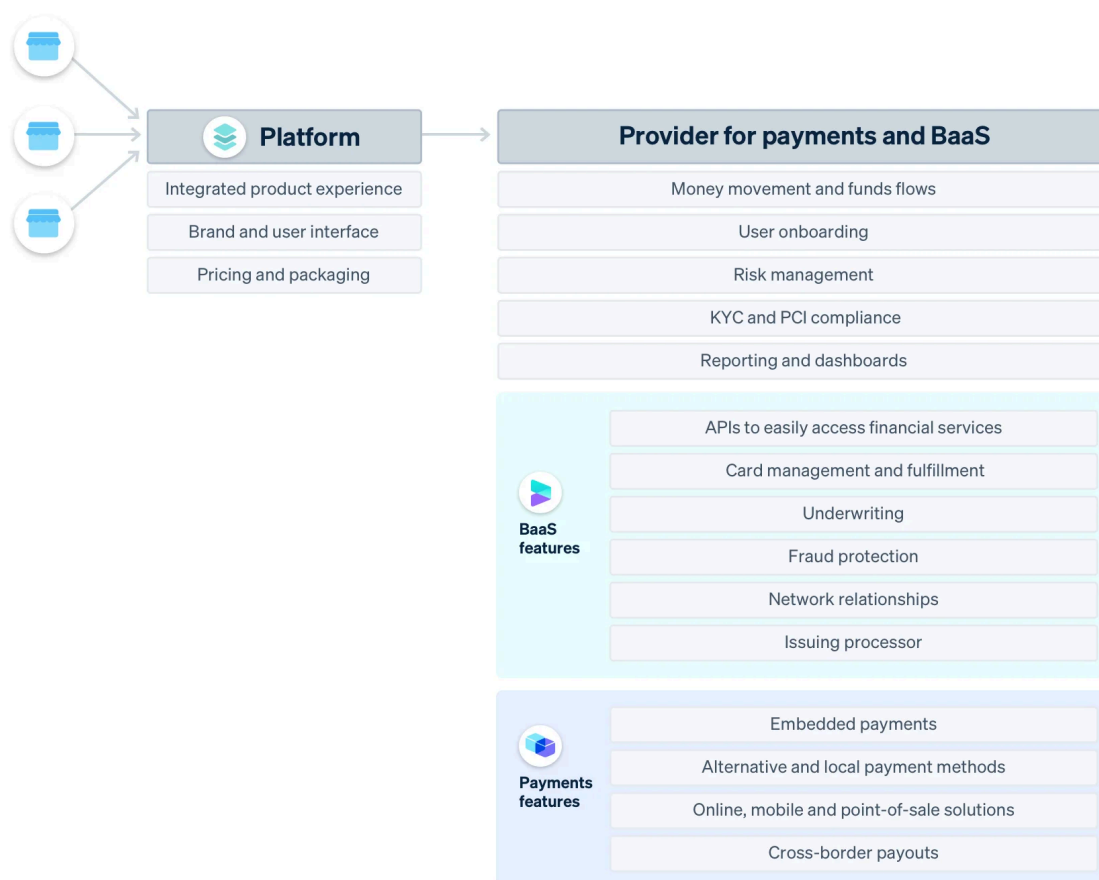 Platform
Integrated product experience
Brand and user interface
Pricing and packaging
Provider for payments and BaaS
Money movement and funds flows
User onboarding
Risk management
KYC and PCI compliance
Reporting and dashboards
BaaS
features
APIs to easily access financial services
Card management and fulfillment
Underwriting
Fraud protection
Network relationships
Issuing processor
Payments
features
Embedded payments
Alternative and local payment methods
Online, mobile and point-of-sale solutions
Cross-border payouts